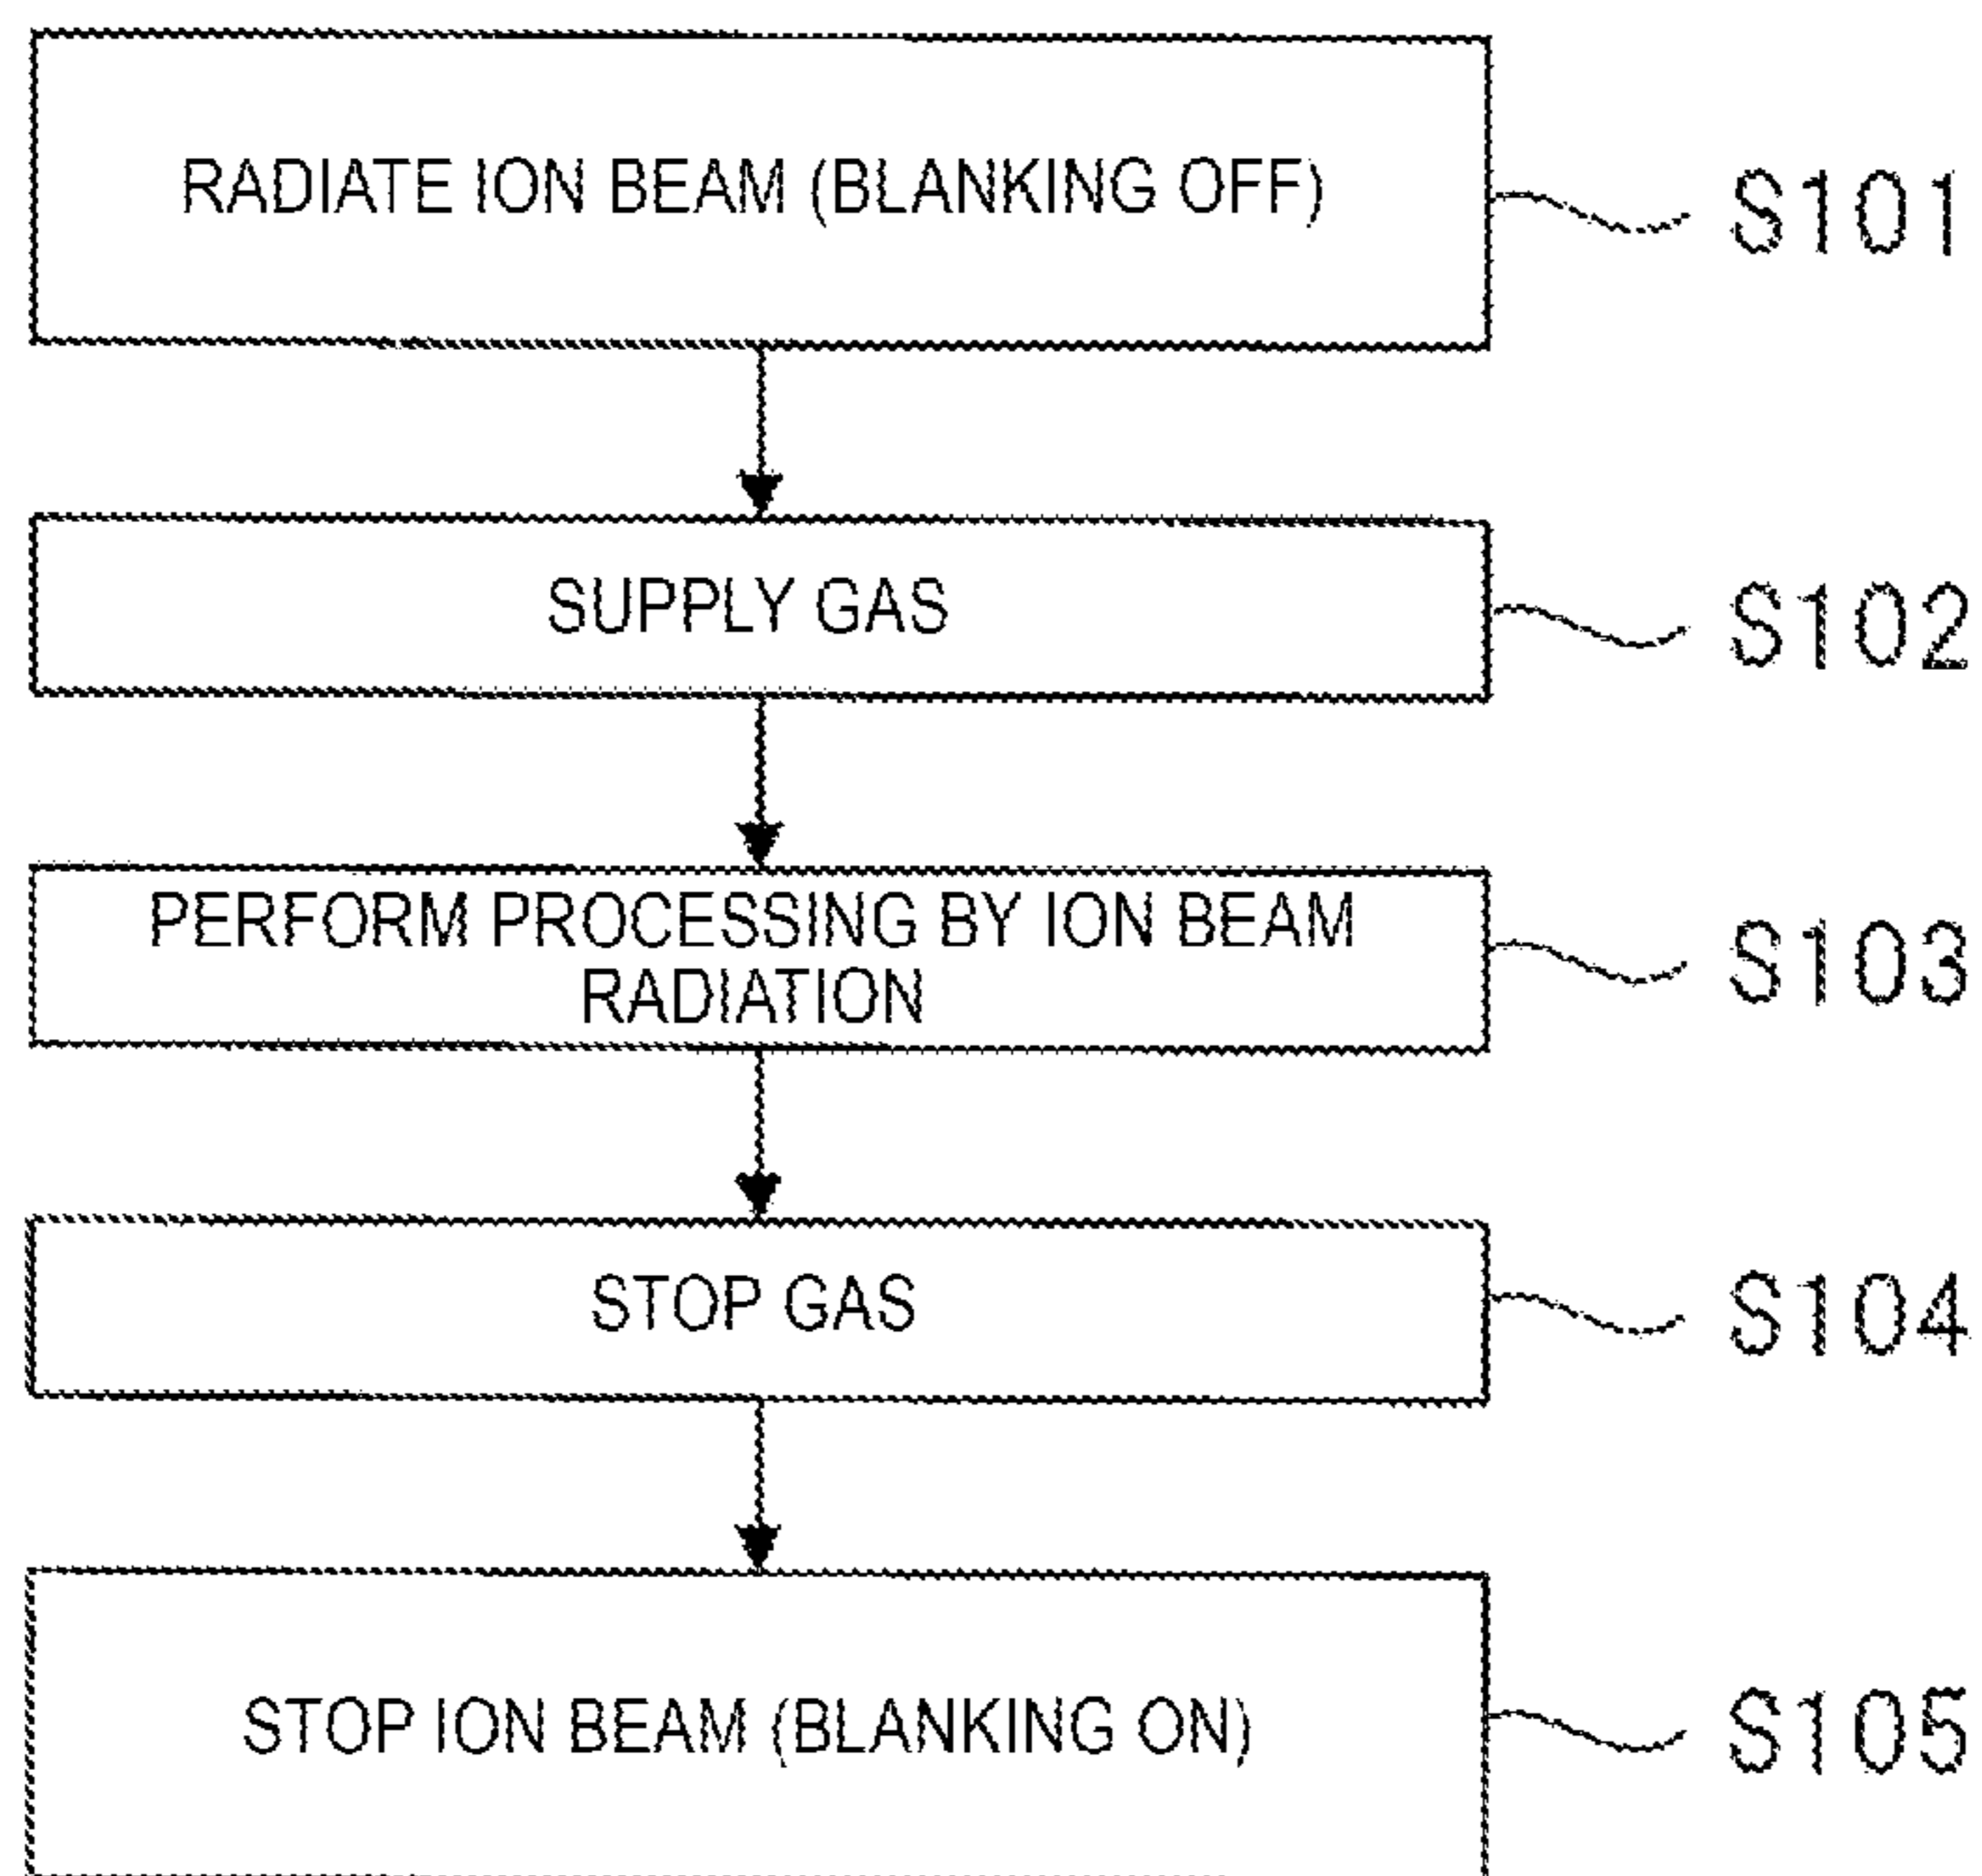 RADIATE ION BEAM (BLANKING OFF)
S101
SUPPLY GAS
S102
PERFORM PROCESSING BY ION BEAM
RADIATION
S103
STOP GAS
S104
STOP ION BEAM (BLANKING ON)
S105